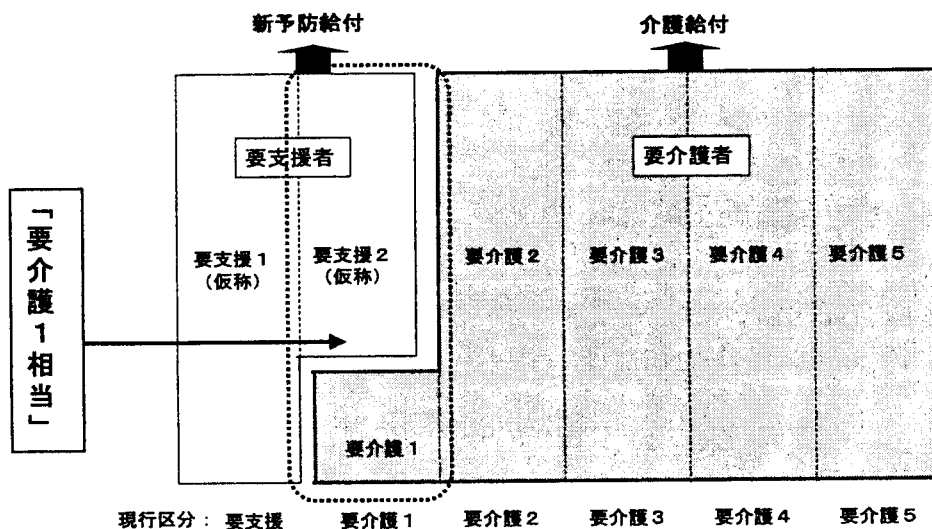 新予防給付
介護給付
要支援者
要介護者
「要介護1相当」
要支援1
(仮称)
要支援2
(仮称)
要介護2
要介護3
要介護4
要介護5
要介護1
現行区分： 要支援 要介護1 要介護2 要介護3 要介護4 要介護5